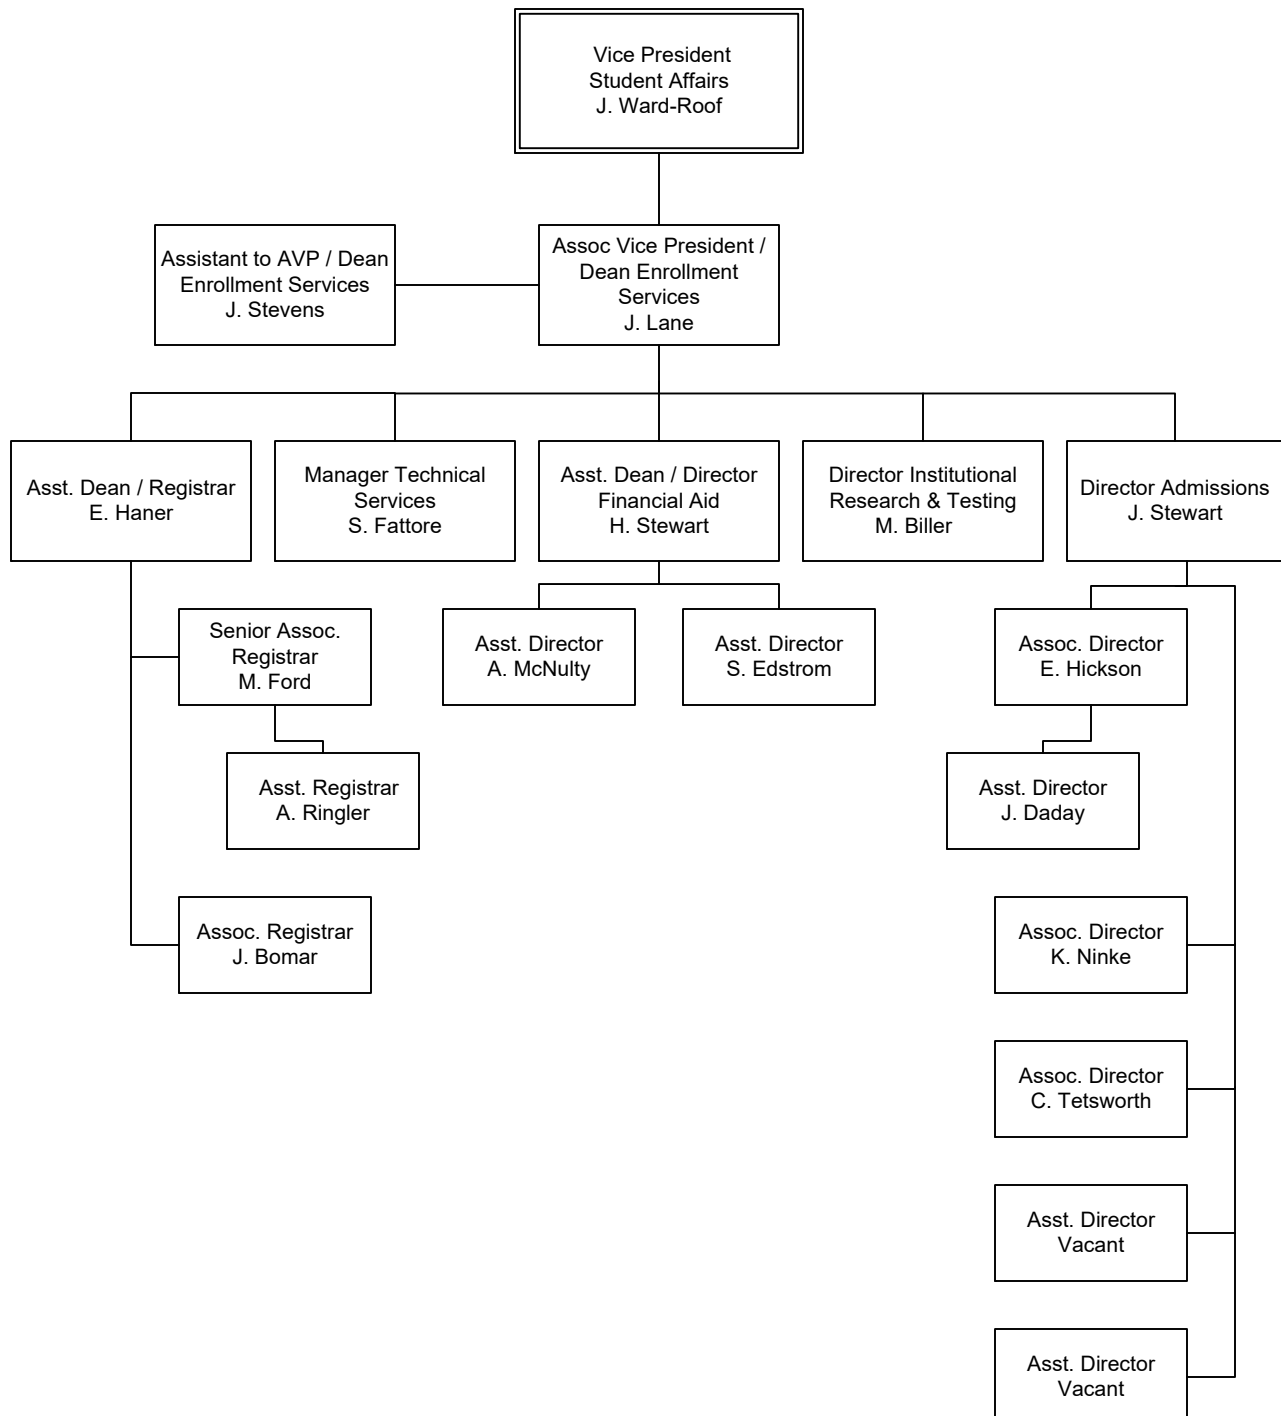 Vice President
Student Affairs
J. Ward-Roof
Assistant to AVP / Dean
Enrollment Services
J. Stevens
Assoc Vice President /
Dean Enrollment
Services
J. Lane
Asst. Dean / Registrar
E. Haner
Manager Technical
Services
S. Fattore
Asst. Dean / Director
Financial Aid
H. Stewart
Director Institutional
Research & Testing
M. Biller
Director Admissions
J. Stewart
Senior Assoc.
Registrar
M. Ford
Asst. Director
A. McNulty
Asst. Director
S. Edstrom
Assoc. Director
E. Hickson
Asst. Registrar
A. Ringler
Asst. Director
J. Daday
Assoc. Registrar
J. Bomar
Assoc. Director
K. Ninke
Assoc. Director
C. Tetsworth
Asst. Director
Vacant
Asst. Director
Vacant